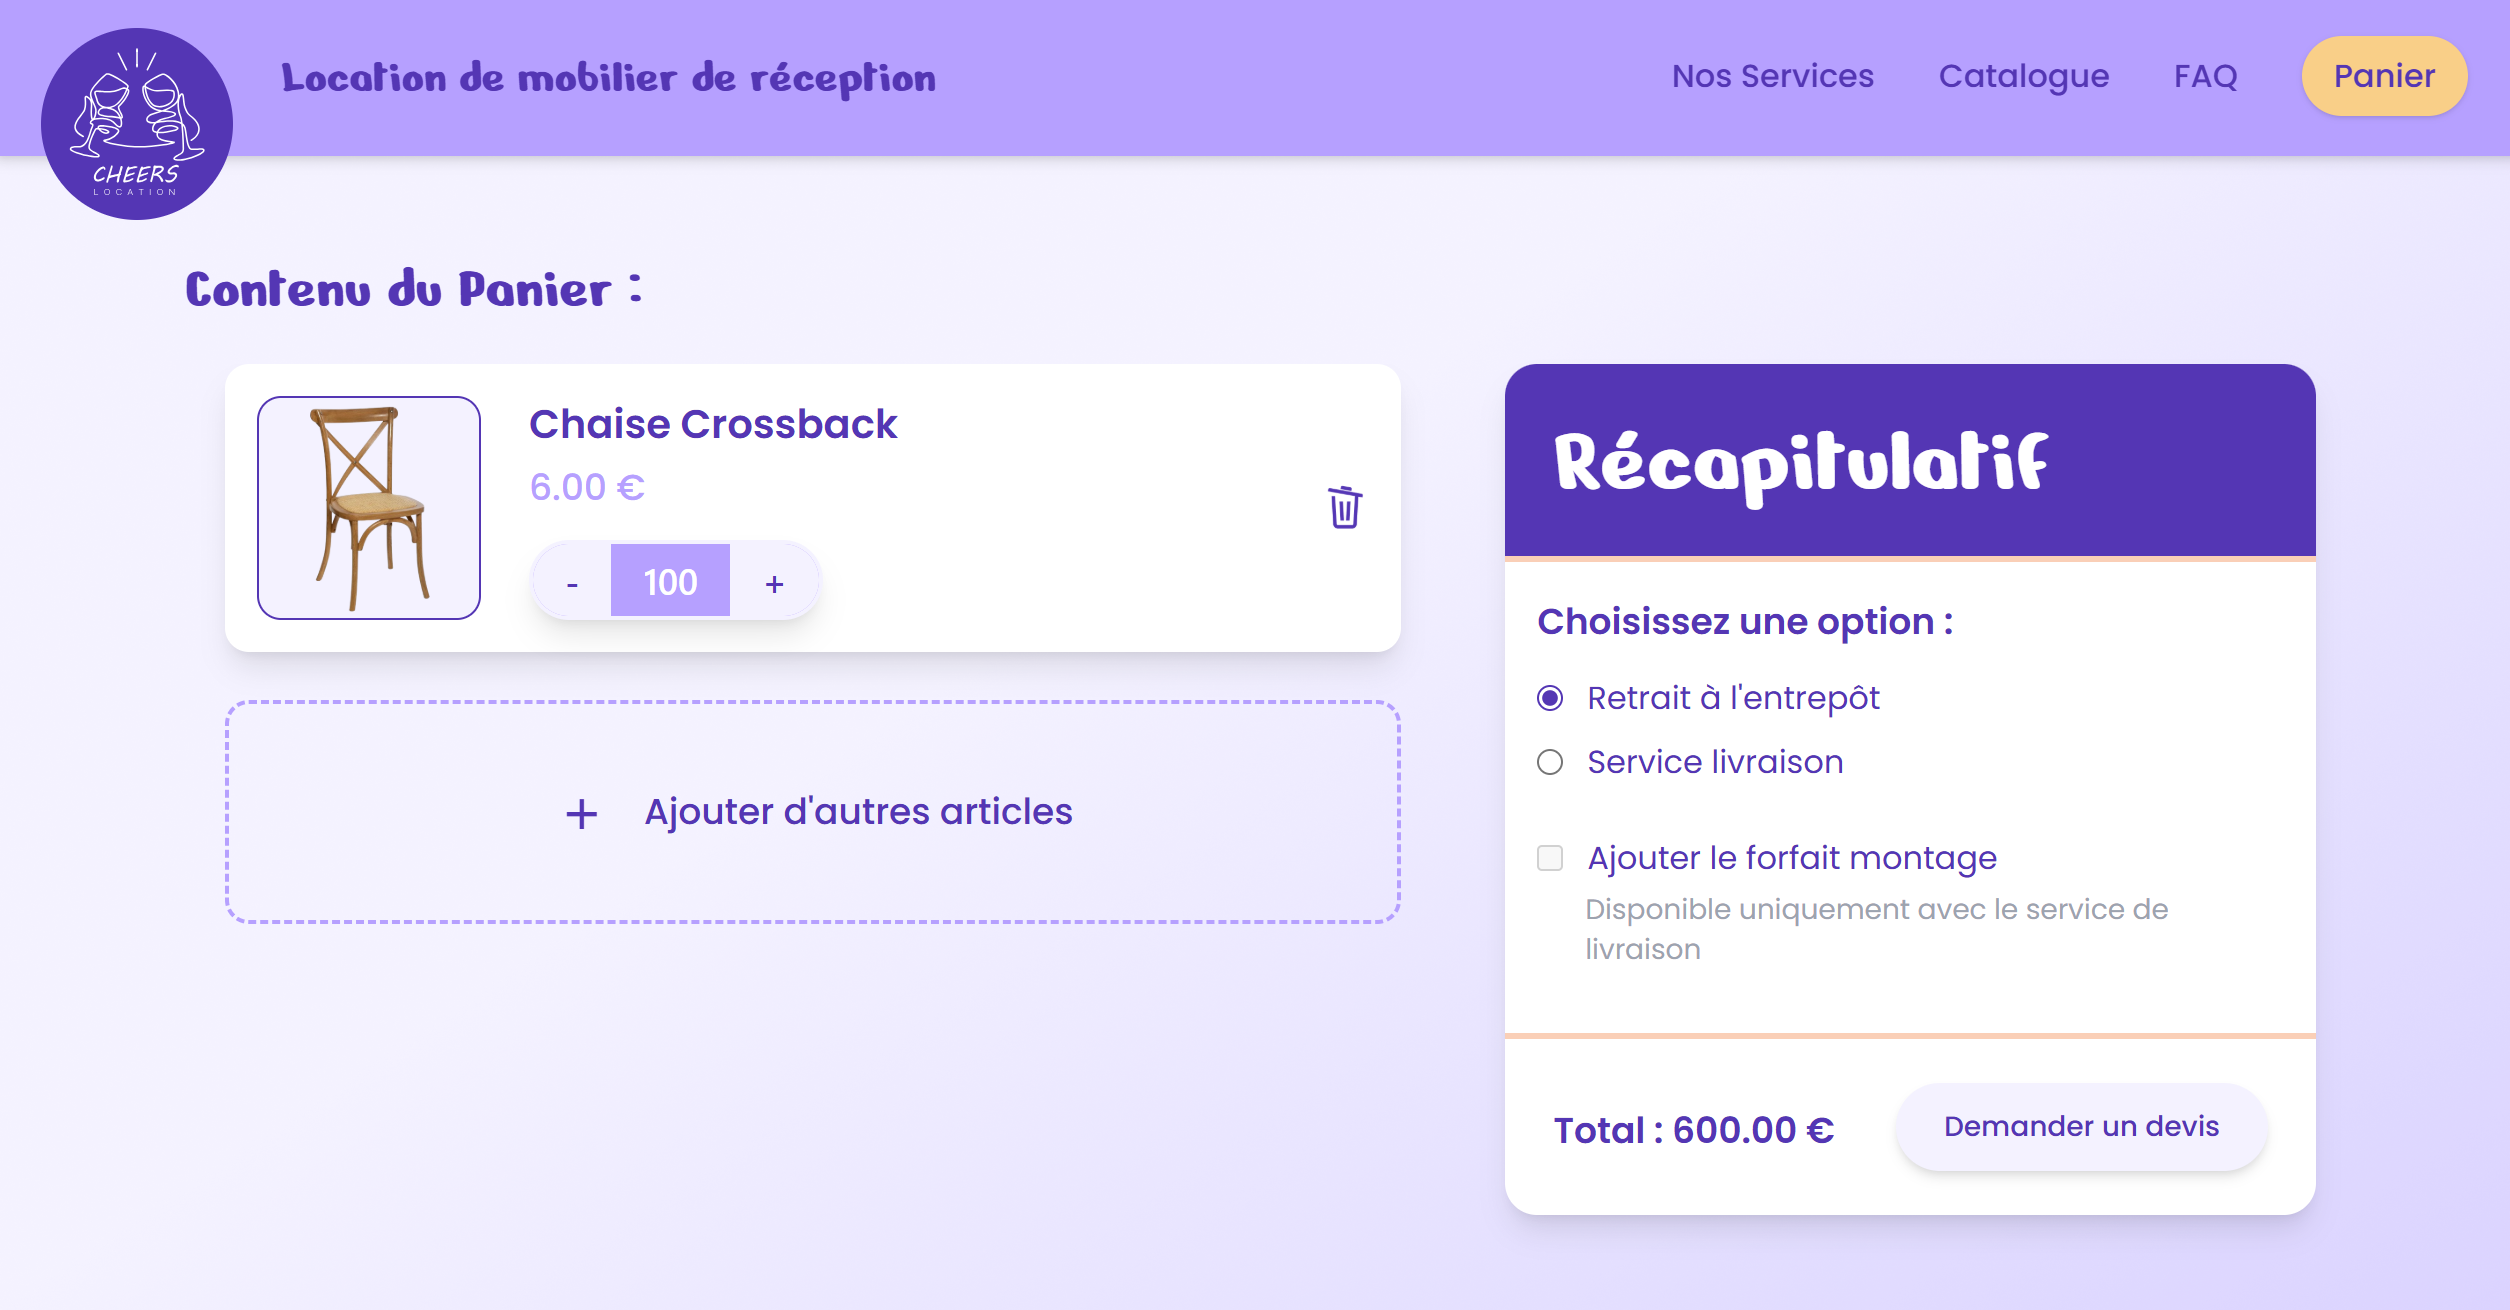 Location de mobilier de réception
Nos Services
Catalogue
FAQ
Panier
CHEERS
LOCATION
Contenu du Panier :
Chaise Crossback
6.00 €
- 100 +
+ Ajouter d'autres articles
Récapitulatif
Choisissez une option :
Retrait à l'entrepôt
Service livraison
Ajouter le forfait montage
Disponible uniquement avec le service de
livraison
Total : 600.00 €
Demander un devis